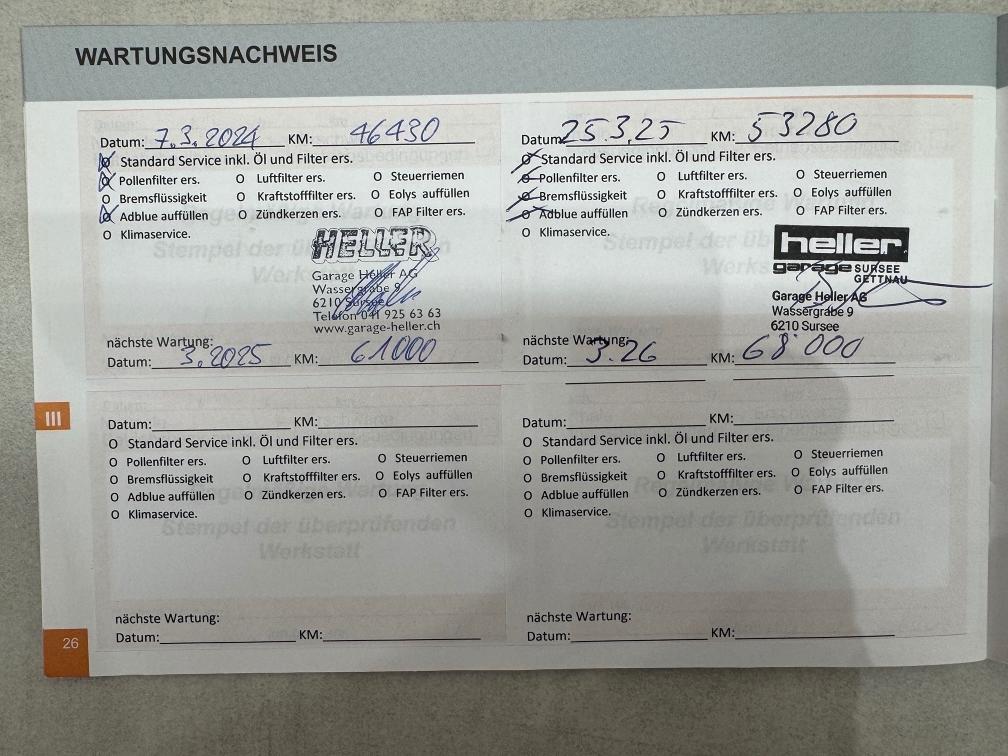 WARTUNGSNACHWEIS
Datum: 7.3.2024 KM: 46430
Standard Service inkl. Öl und Filter ers.
O Pollenfilter ers. O Luftfilter ers. O Steuerriemen
O Bremsflüssigkeit O Kraftstofffilter ers. O Eolys auffüllen
O Adblue auffüllen O Zündkerzen ers. O FAP Filter ers.
O Klimaservice.
HELLER
Garage Heller AG
Wassergrabe 9
6210 Sursee
Telefon 041 925 63 63
www.garage-heller.ch
nächste Wartung:
Datum: 3.2025 KM: 61000
Datum: 25.3.25 KM: 53280
O Standard Service inkl. Öl und Filter ers.
O Pollenfilter ers. O Luftfilter ers. O Steuerriemen
O Bremsflüssigkeit O Kraftstofffilter ers. O Eolys auffüllen
O Adblue auffüllen O Zündkerzen ers. O FAP Filter ers.
O Klimaservice.
heller
garage SURSEE
GETTNAU
Garage Heller AG
Wassergrabe 9
6210 Sursee
nächste Wartung:
Datum: 3.26 KM: 68'000
III
Datum: KM:
O Standard Service inkl. Öl und Filter ers.
O Pollenfilter ers. O Luftfilter ers. O Steuerriemen
O Bremsflüssigkeit O Kraftstofffilter ers. O Eolys auffüllen
O Adblue auffüllen O Zündkerzen ers. O FAP Filter ers.
O Klimaservice.
Stempel der überprüfenden
Werkstatt
nächste Wartung:
Datum: KM:
Datum: KM:
O Standard Service inkl. Öl und Filter ers.
O Pollenfilter ers. O Luftfilter ers. O Steuerriemen
O Bremsflüssigkeit O Kraftstofffilter ers. O Eolys auffüllen
O Adblue auffüllen O Zündkerzen ers. O FAP Filter ers.
O Klimaservice.
Stempel der überprüfenden
Werkstatt
nächste Wartung:
Datum: KM:
26